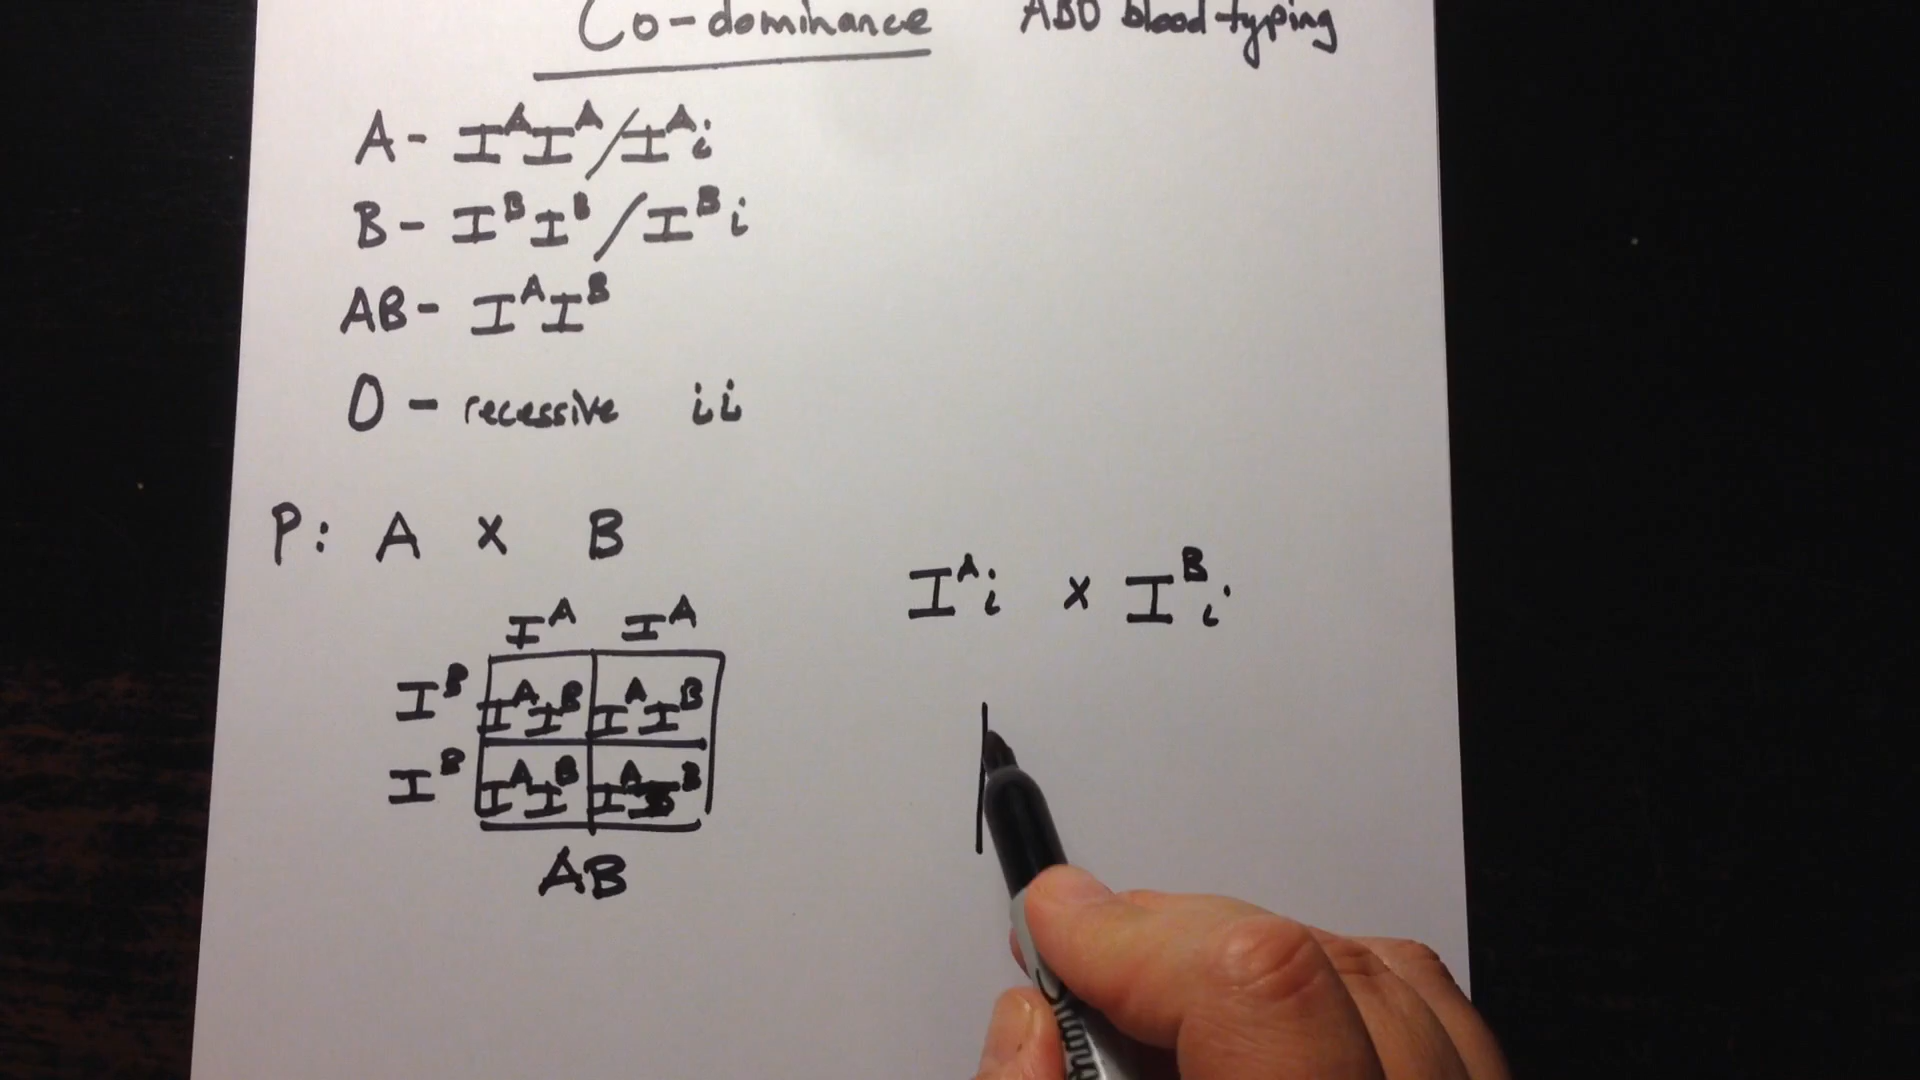 Co-dominance ABO blood typing
A - IᴬIᴬ/Iᴬi
B - IᴮIᴮ/Iᴮi
AB - IᴬIᴮ
O - recessive ii
P: A x B
Iᴬi x Iᴮi
Iᴬ Iᴬ
Iᴮ IᴬIᴮ IᴬIᴮ
Iᴮ IᴬIᴮ IᴬIᴮ
AB
Sharpie